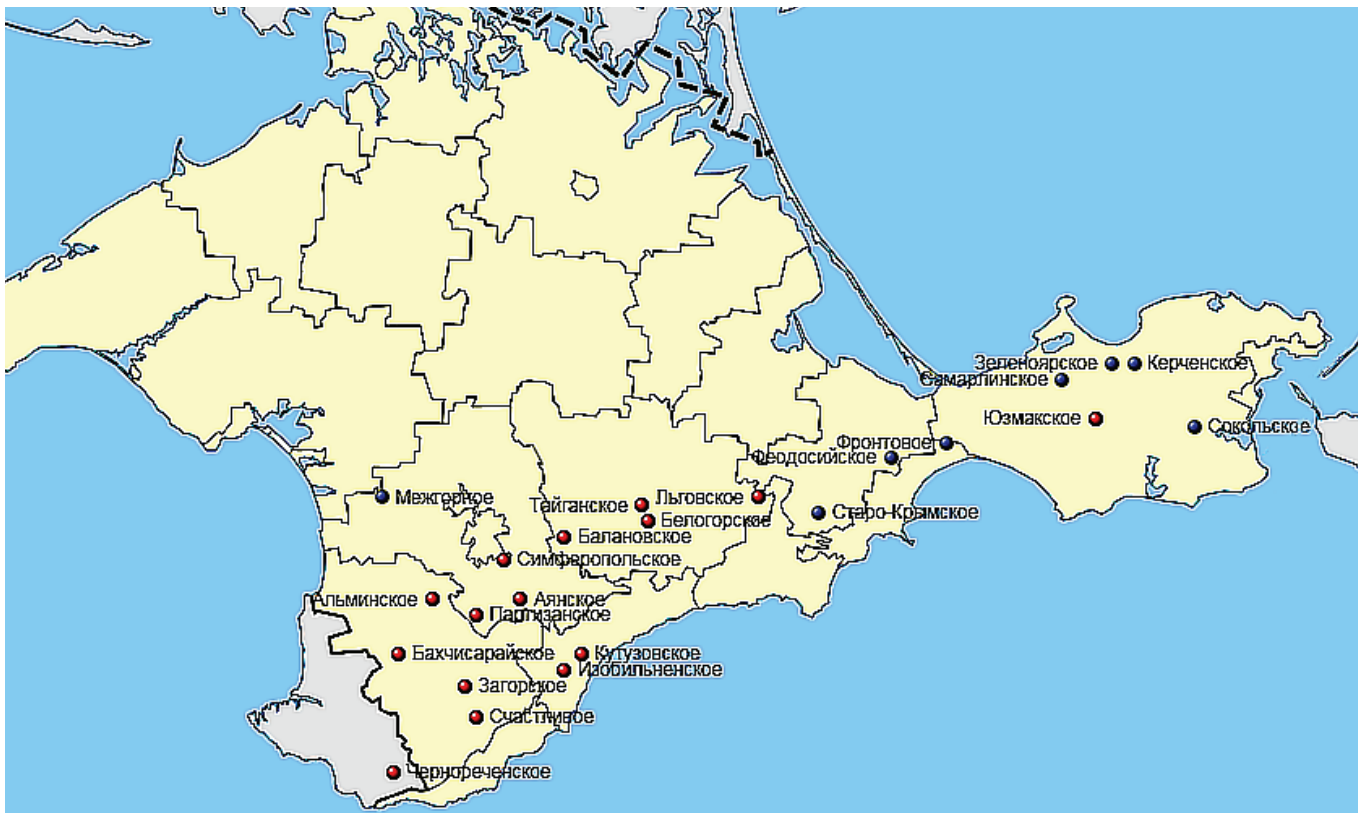 Зеленоярское
Керченское
Самарлинское
Юзмакское
Сокольское
Фронтовое
Феодосийское
Межгорное
Льговское
Тайганское
Старо-Крымское
Белогорское
Балановское
Симферопольское
Альминское
Аянское
Партизанское
Бахчисарайское
Кутузовское
Изобильненское
Загорское
Счастливое
Чернореченское